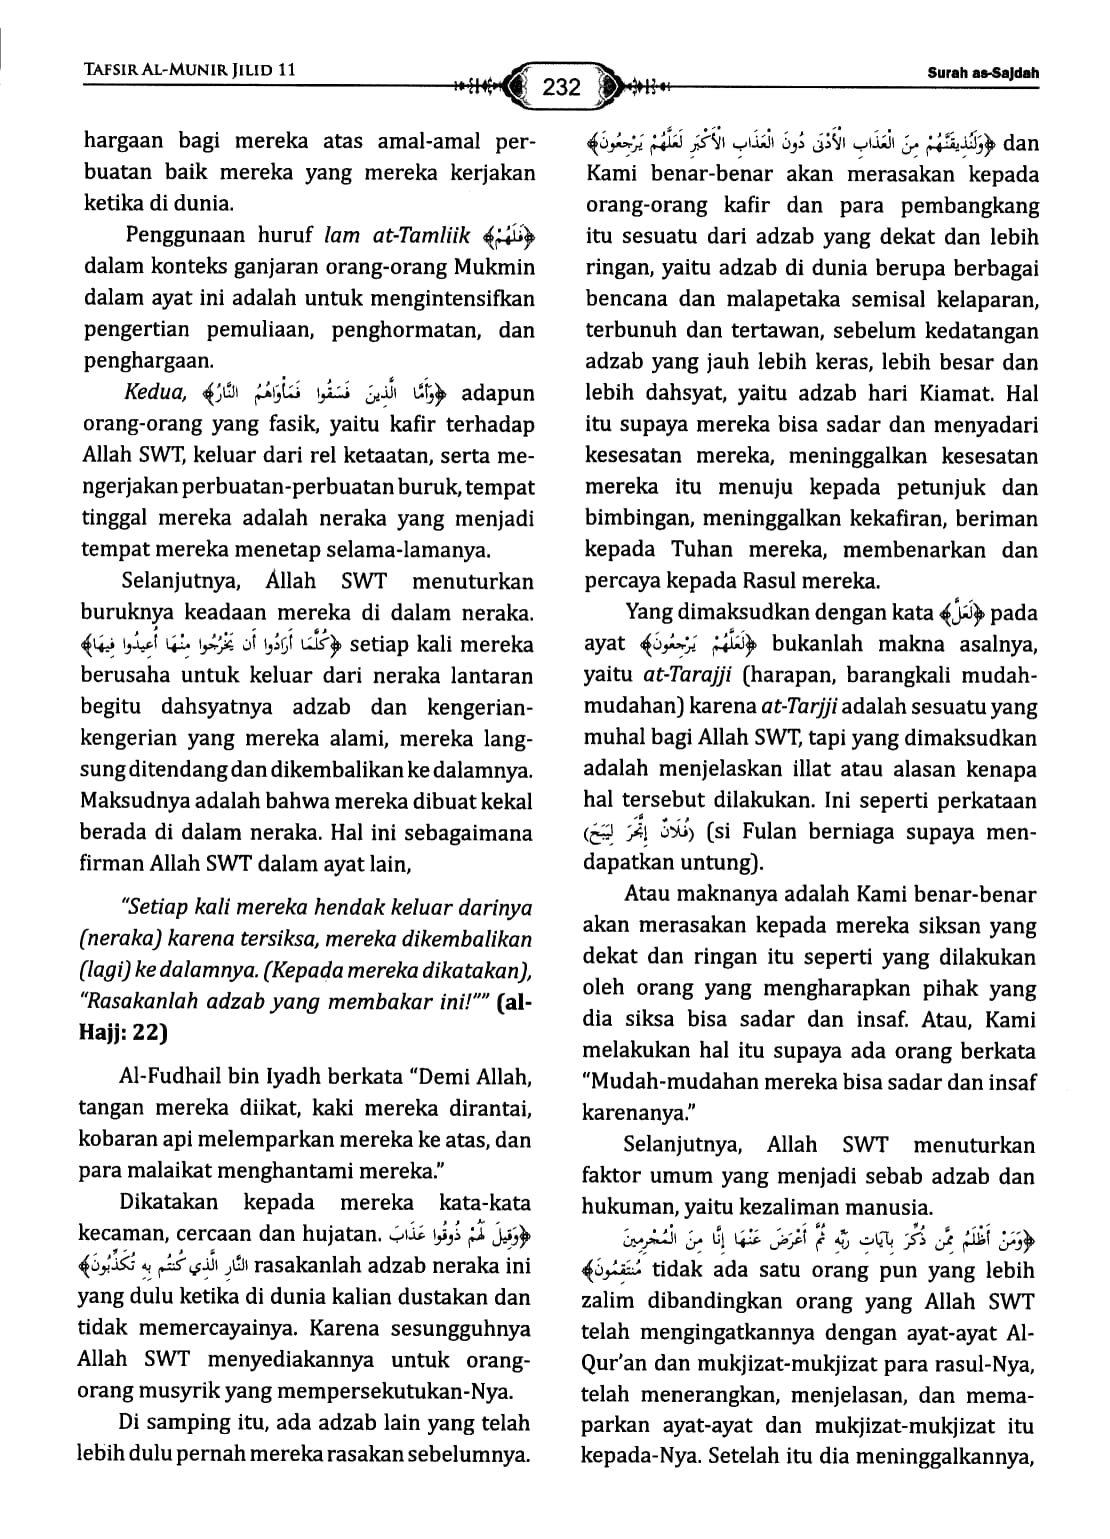 TAFSIR AL-MUNIR JILID 11
232
Surah as-Sajdah
hargaan bagi mereka atas amal-amal per-
buatan baik mereka yang mereka kerjakan
ketika di dunia.
Penggunaan huruf lam at-Tamliik ﴿فَلَهُمْ﴾
dalam konteks ganjaran orang-orang Mukmin
dalam ayat ini adalah untuk mengintensifkan
pengertian pemuliaan, penghormatan, dan
penghargaan.
Kedua, ﴿وَأَمَّا الَّذِينَ فَسَقُوا فَمَأْوَاهُمُ النَّارُ﴾ adapun
orang-orang yang fasik, yaitu kafir terhadap
Allah SWT, keluar dari rel ketaatan, serta me-
ngerjakan perbuatan-perbuatan buruk, tempat
tinggal mereka adalah neraka yang menjadi
tempat mereka menetap selama-lamanya.
Selanjutnya, Allah SWT menuturkan
buruknya keadaan mereka di dalam neraka.
﴿كُلَّمَا أَرَادُوا أَن يَخْرُجُوا مِنْهَا أُعِيدُوا فِيهَا﴾ setiap kali mereka
berusaha untuk keluar dari neraka lantaran
begitu dahsyatnya adzab dan kengerian-
kengerian yang mereka alami, mereka lang-
sung ditendang dan dikembalikan ke dalamnya.
Maksudnya adalah bahwa mereka dibuat kekal
berada di dalam neraka. Hal ini sebagaimana
firman Allah SWT dalam ayat lain,
"Setiap kali mereka hendak keluar darinya
(neraka) karena tersiksa, mereka dikembalikan
(lagi) ke dalamnya. (Kepada mereka dikatakan),
"Rasakanlah adzab yang membakar ini!"" (al-
Hajj: 22)
Al-Fudhail bin Iyadh berkata "Demi Allah,
tangan mereka diikat, kaki mereka dirantai,
kobaran api melemparkan mereka ke atas, dan
para malaikat menghantami mereka."
Dikatakan kepada mereka kata-kata
kecaman, cercaan dan hujatan. ﴿وَقِيلَ لَهُمْ ذُوقُوا عَذَابَ
النَّارِ الَّذِي كُنتُم بِهِ تُكَذِّبُونَ﴾ rasakanlah adzab neraka ini
yang dulu ketika di dunia kalian dustakan dan
tidak memercayainya. Karena sesungguhnya
Allah SWT menyediakannya untuk orang-
orang musyrik yang mempersekutukan-Nya.
Di samping itu, ada adzab lain yang telah
lebih dulu pernah mereka rasakan sebelumnya.
﴿وَلَنُذِيقَنَّهُمْ مِنَ الْعَذَابِ الْأَدْنَى دُونَ الْعَذَابِ الْأَكْبَرِ لَعَلَّهُمْ يَرْجِعُونَ﴾ dan
Kami benar-benar akan merasakan kepada
orang-orang kafir dan para pembangkang
itu sesuatu dari adzab yang dekat dan lebih
ringan, yaitu adzab di dunia berupa berbagai
bencana dan malapetaka semisal kelaparan,
terbunuh dan tertawan, sebelum kedatangan
adzab yang jauh lebih keras, lebih besar dan
lebih dahsyat, yaitu adzab hari Kiamat. Hal
itu supaya mereka bisa sadar dan menyadari
kesesatan mereka, meninggalkan kesesatan
mereka itu menuju kepada petunjuk dan
bimbingan, meninggalkan kekafiran, beriman
kepada Tuhan mereka, membenarkan dan
percaya kepada Rasul mereka.
Yang dimaksudkan dengan kata ﴿لَعَلَّ﴾ pada
ayat ﴿لَعَلَّهُمْ يَرْجِعُونَ﴾ bukanlah makna asalnya,
yaitu at-Tarajji (harapan, barangkali mudah-
mudahan) karena at-Tarjji adalah sesuatu yang
muhal bagi Allah SWT, tapi yang dimaksudkan
adalah menjelaskan illat atau alasan kenapa
hal tersebut dilakukan. Ini seperti perkataan
(فُلَانٌ إِتَّجَرَ لِيَرْبَحَ) (si Fulan berniaga supaya men-
dapatkan untung).
Atau maknanya adalah Kami benar-benar
akan merasakan kepada mereka siksan yang
dekat dan ringan itu seperti yang dilakukan
oleh orang yang mengharapkan pihak yang
dia siksa bisa sadar dan insaf. Atau, Kami
melakukan hal itu supaya ada orang berkata
"Mudah-mudahan mereka bisa sadar dan insaf
karenanya."
Selanjutnya, Allah SWT menuturkan
faktor umum yang menjadi sebab adzab dan
hukuman, yaitu kezaliman manusia.
﴿وَمَنْ أَظْلَمُ مِمَّن ذُكِّرَ بِآيَاتِ رَبِّهِ ثُمَّ أَعْرَضَ عَنْهَا إِنَّا مِنَ الْمُجْرِمِينَ
مُنتَقِمُونَ﴾ tidak ada satu orang pun yang lebih
zalim dibandingkan orang yang Allah SWT
telah mengingatkannya dengan ayat-ayat Al-
Qur'an dan mukjizat-mukjizat para rasul-Nya,
telah menerangkan, menjelasan, dan mema-
parkan ayat-ayat dan mukjizat-mukjizat itu
kepada-Nya. Setelah itu dia meninggalkannya,